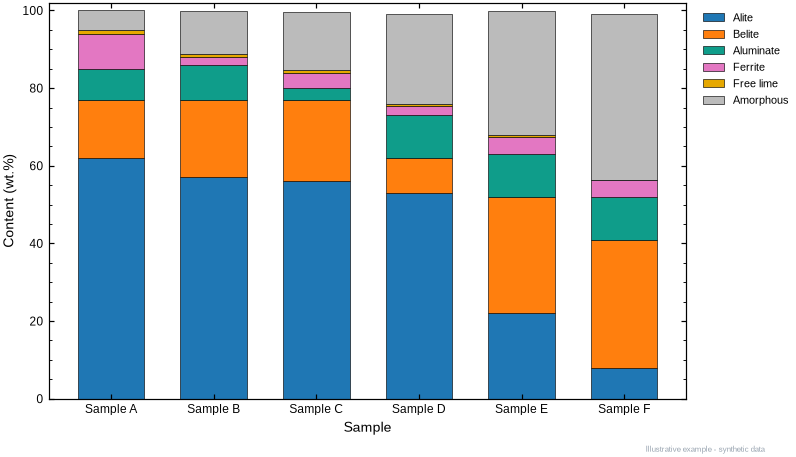 100
80
60
40
20
0
Content (wt.%)
Sample A
Sample B
Sample C
Sample D
Sample E
Sample F
Sample
Alite
Belite
Aluminate
Ferrite
Free lime
Amorphous
Illustrative example - synthetic data